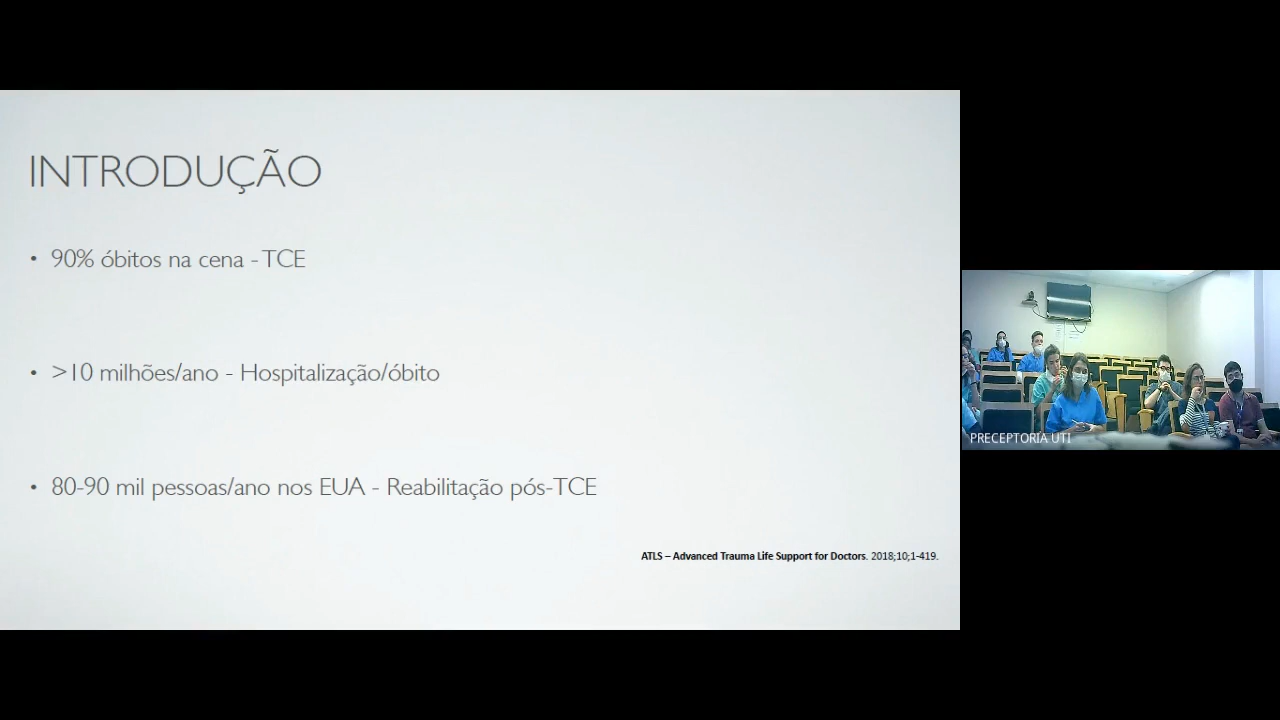 INTRODUÇÃO
• 90% óbitos na cena - TCE
• >10 milhões/ano - Hospitalização/óbito
• 80-90 mil pessoas/ano nos EUA - Reabilitação pós-TCE
ATLS – Advanced Trauma Life Support for Doctors. 2018;10;1-419.
PRECEPTORIA UTI